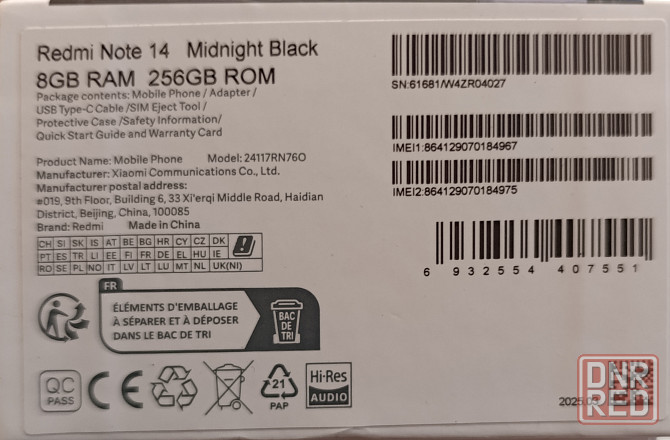 Redmi Note 14 Midnight Black
8GB RAM 256GB ROM
Package contents: Mobile Phone / Adapter /
USB Type-C Cable /SIM Eject Tool /
Protective Case /Safety Information/
Quick Start Guide and Warranty Card
Product Name: Mobile Phone Model: 24117RN76O
Manufacturer: Xiaomi Communications Co., Ltd.
Manufacturer postal address:
#019, 9th Floor, Building 6, 33 Xi'erqi Middle Road, Haidian
District, Beijing, China, 100085
Brand: Redmi Made in China
CH SI SK IS AT BE BG HR CY CZ DK
PT ES TR LI EE FI FR DE EL HU IE
RO SE PL NO IT LV LT LU MT NL UK(NI)
SN:61681/W4ZR04027
IMEI1:864129070184967
IMEI2:864129070184975
6 932554 407551
FR
ÉLÉMENTS D'EMBALLAGE
À SÉPARER ET À DÉPOSER
DANS LE BAC DE TRI
BAC
DE
TRI
QC
PASS
CE
21
PAP
Hi-Res
AUDIO
DNR
RED